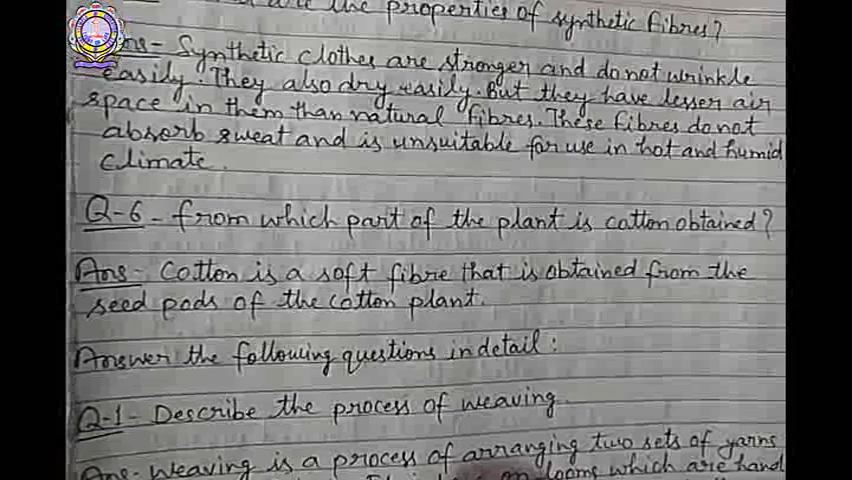 the properties of synthetic fibres?
Ans- Synthetic clothes are stronger and do not wrinkle
easily. They also dry easily. But they have lesser air
space in them than natural fibres. These fibres do not
absorb sweat and is unsuitable for use in hot and humid
climate.
Q-6 - from which part of the plant is cotton obtained?
Ans- Cotton is a soft fibre that is obtained from the
seed pods of the cotton plant.
Answer the following questions in detail:
Q-1 - Describe the process of weaving.
Ans- Weaving is a process of arranging two sets of yarns
on looms which are hand